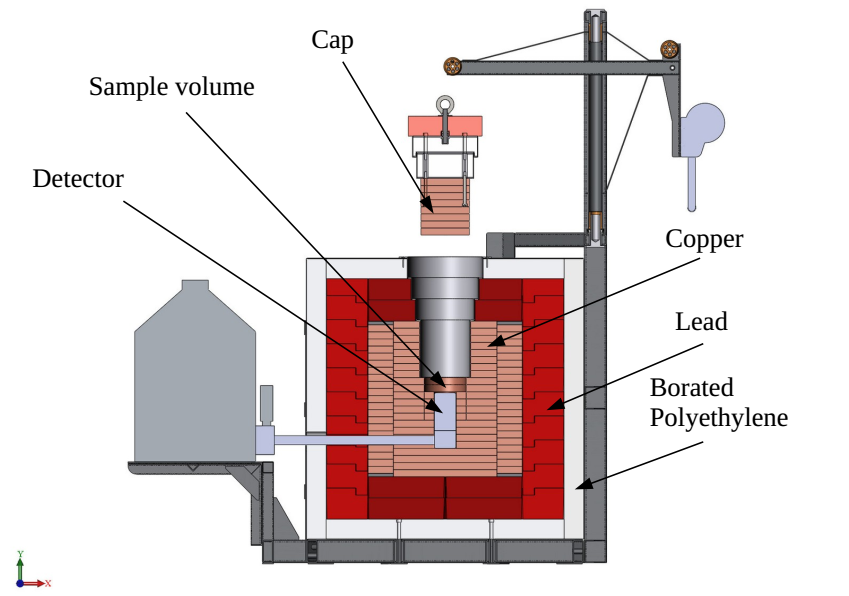 Cap
Sample volume
Detector
Copper
Lead
Borated
Polyethylene
Y
X